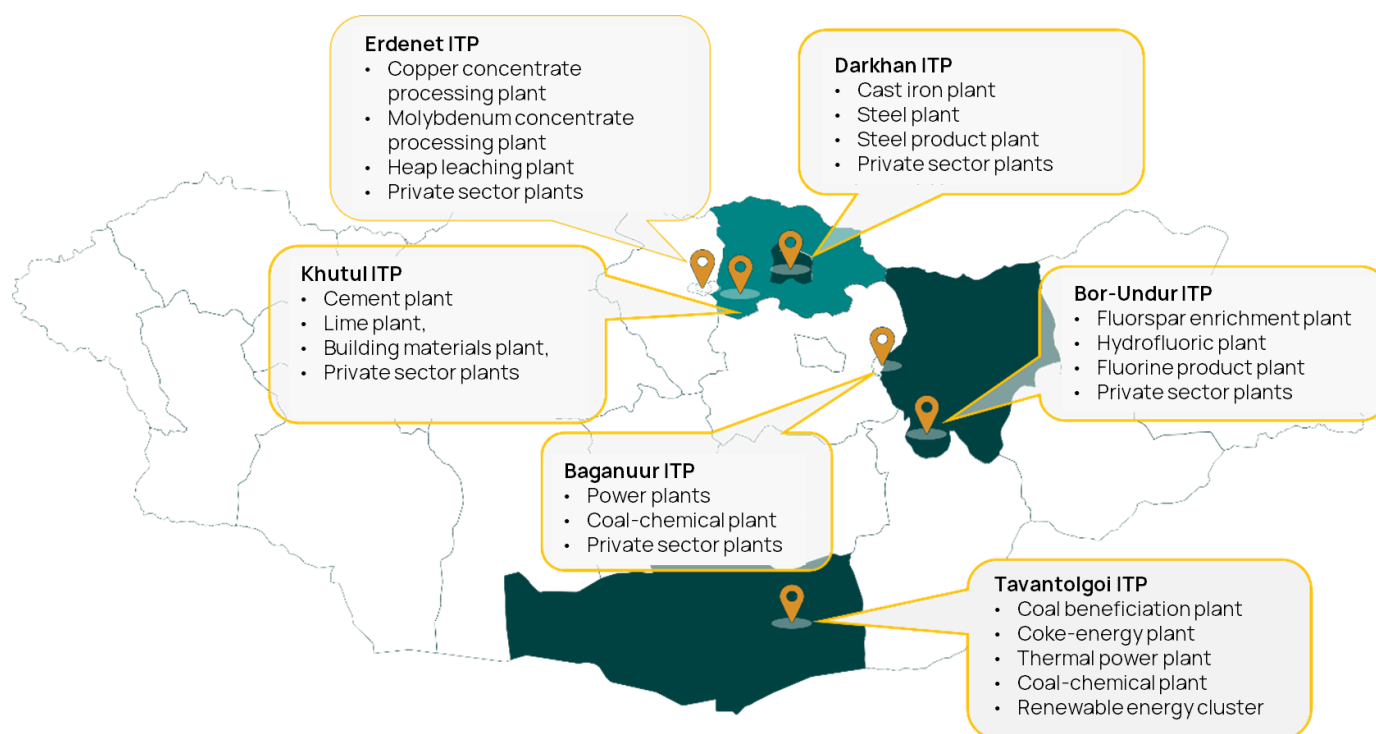 Erdenet ITP
• Copper concentrate
processing plant
• Molybdenum concentrate
processing plant
• Heap leaching plant
• Private sector plants
Darkhan ITP
• Cast iron plant
• Steel plant
• Steel product plant
• Private sector plants
Khutul ITP
• Cement plant
• Lime plant,
• Building materials plant,
• Private sector plants
Bor-Undur ITP
• Fluorspar enrichment plant
• Hydrofluoric plant
• Fluorine product plant
• Private sector plants
Baganuur ITP
• Power plants
• Coal-chemical plant
• Private sector plants
Tavantolgoi ITP
• Coal beneficiation plant
• Coke-energy plant
• Thermal power plant
• Coal-chemical plant
• Renewable energy cluster